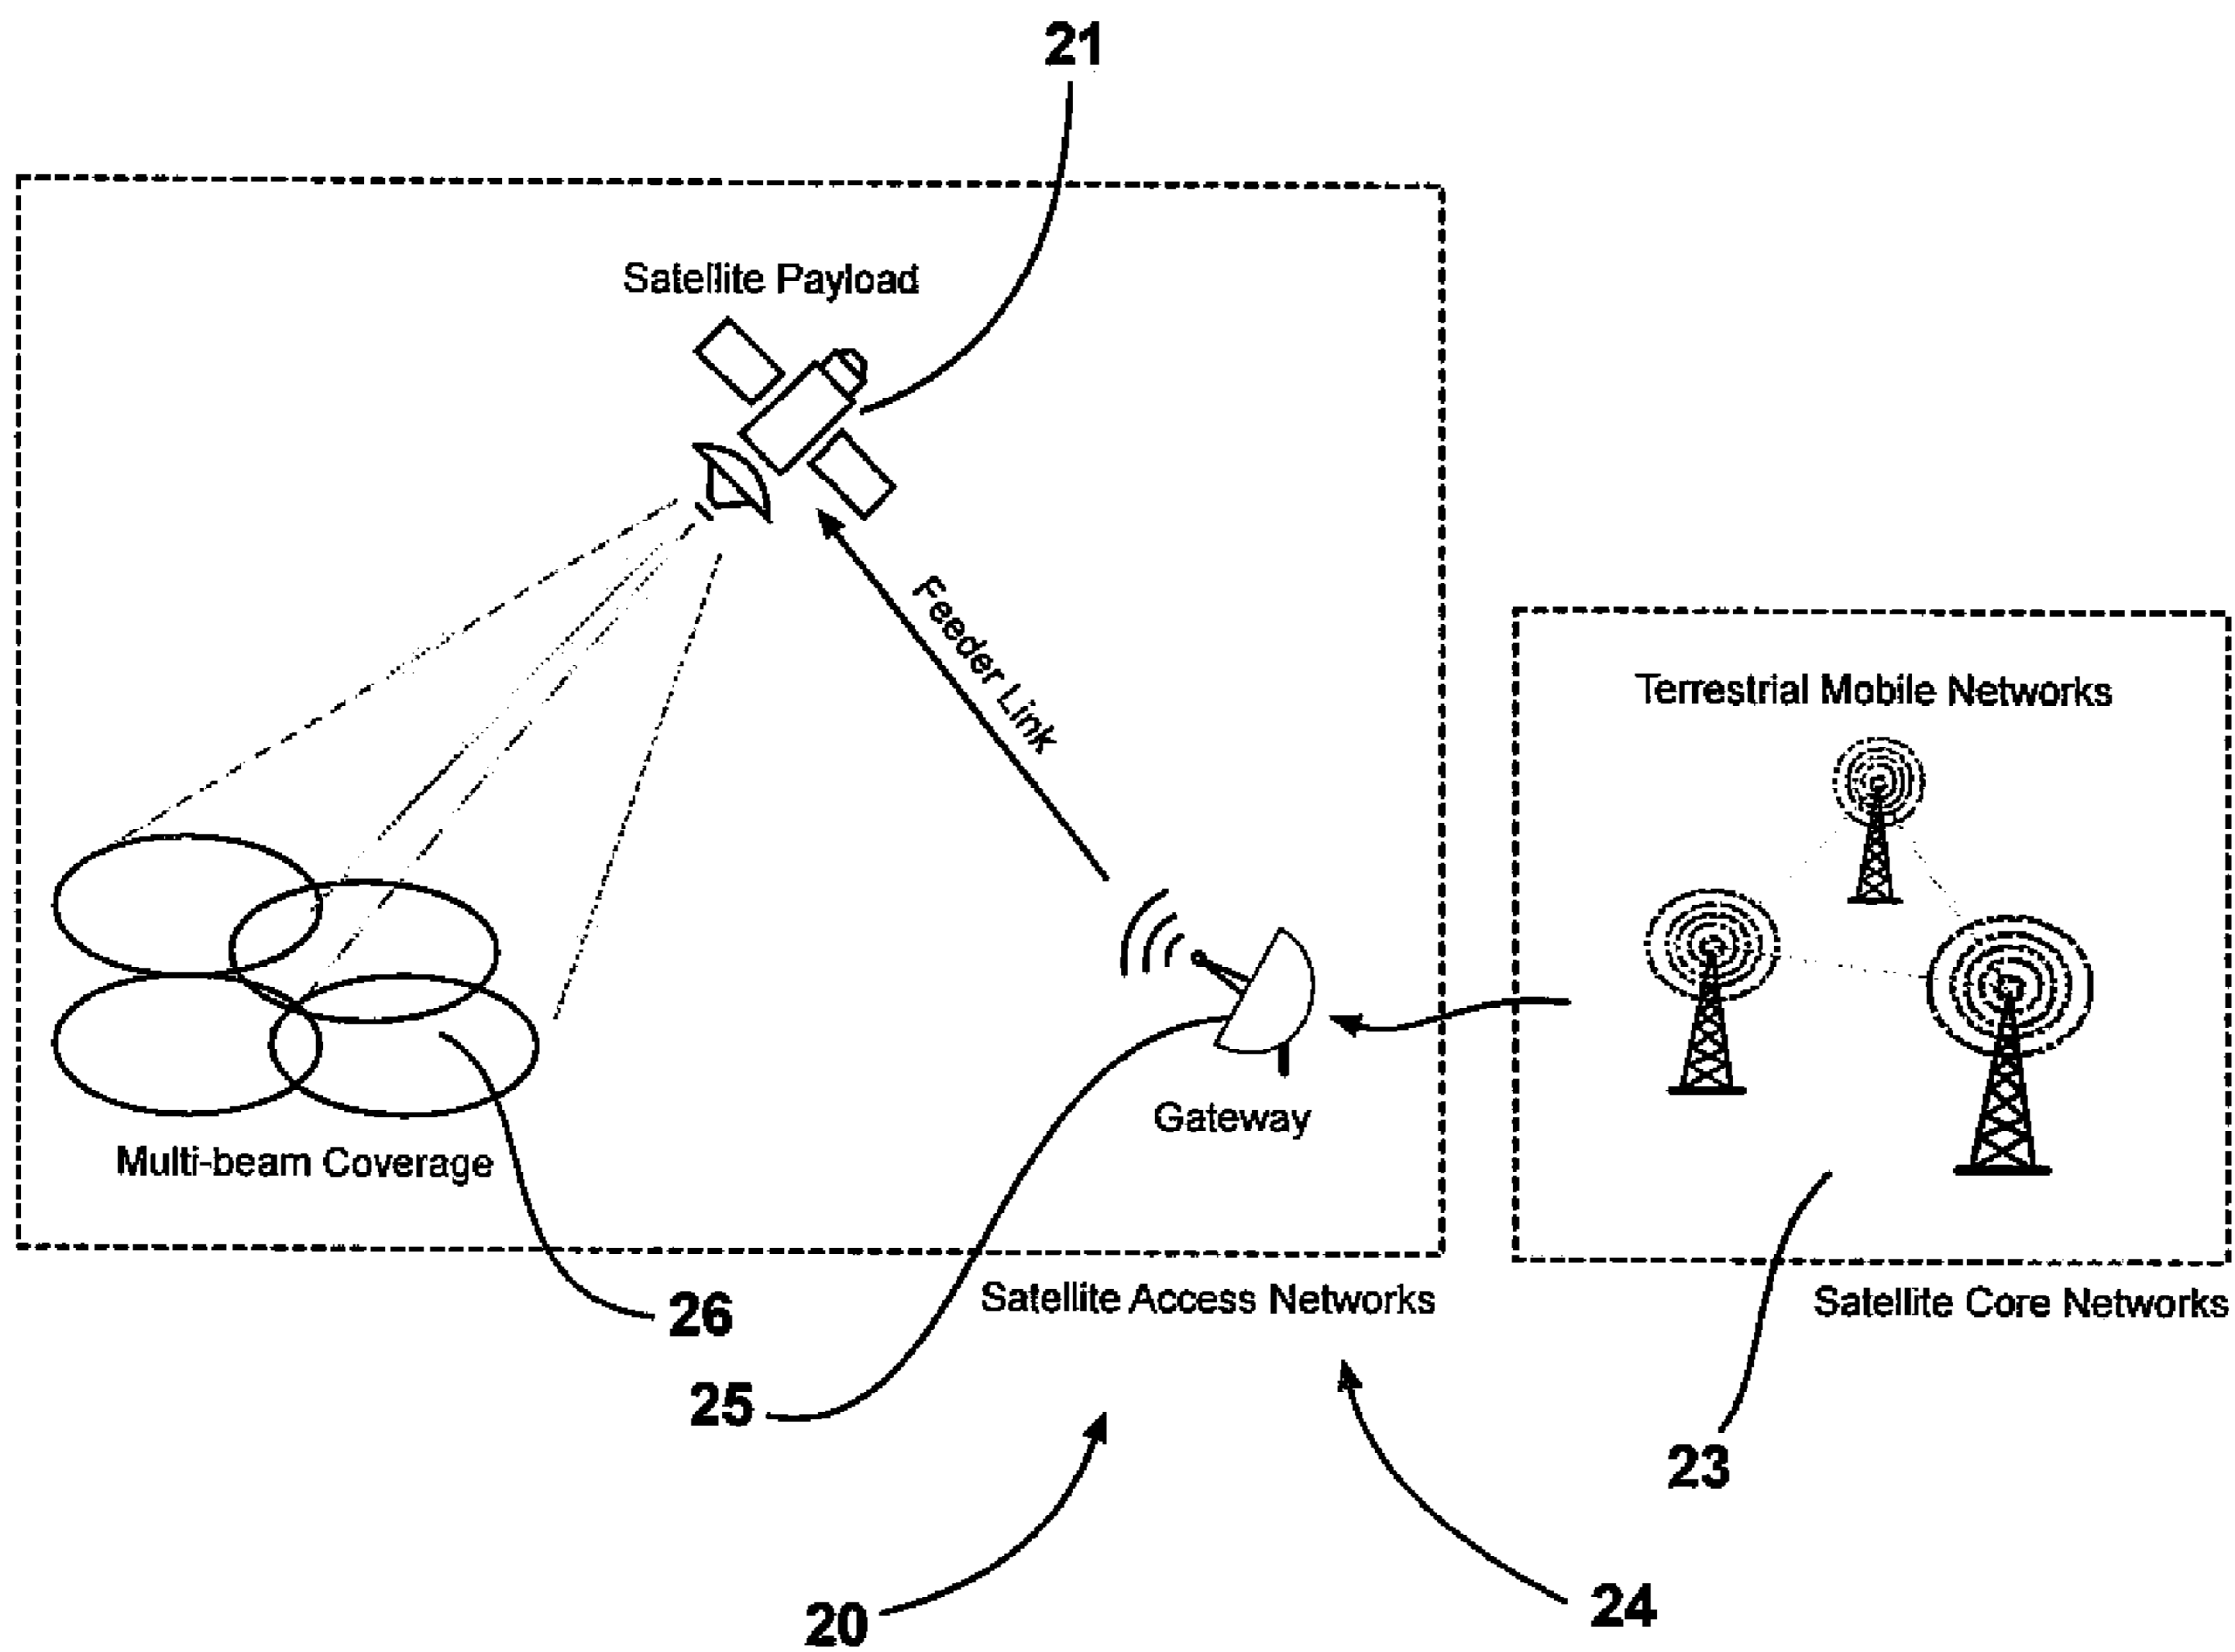 21
Satellite Payload
Feeder Link
Terrestrial Mobile Networks
Gateway
Multi-beam Coverage
Satellite Access Networks
Satellite Core Networks
26
25
23
24
20